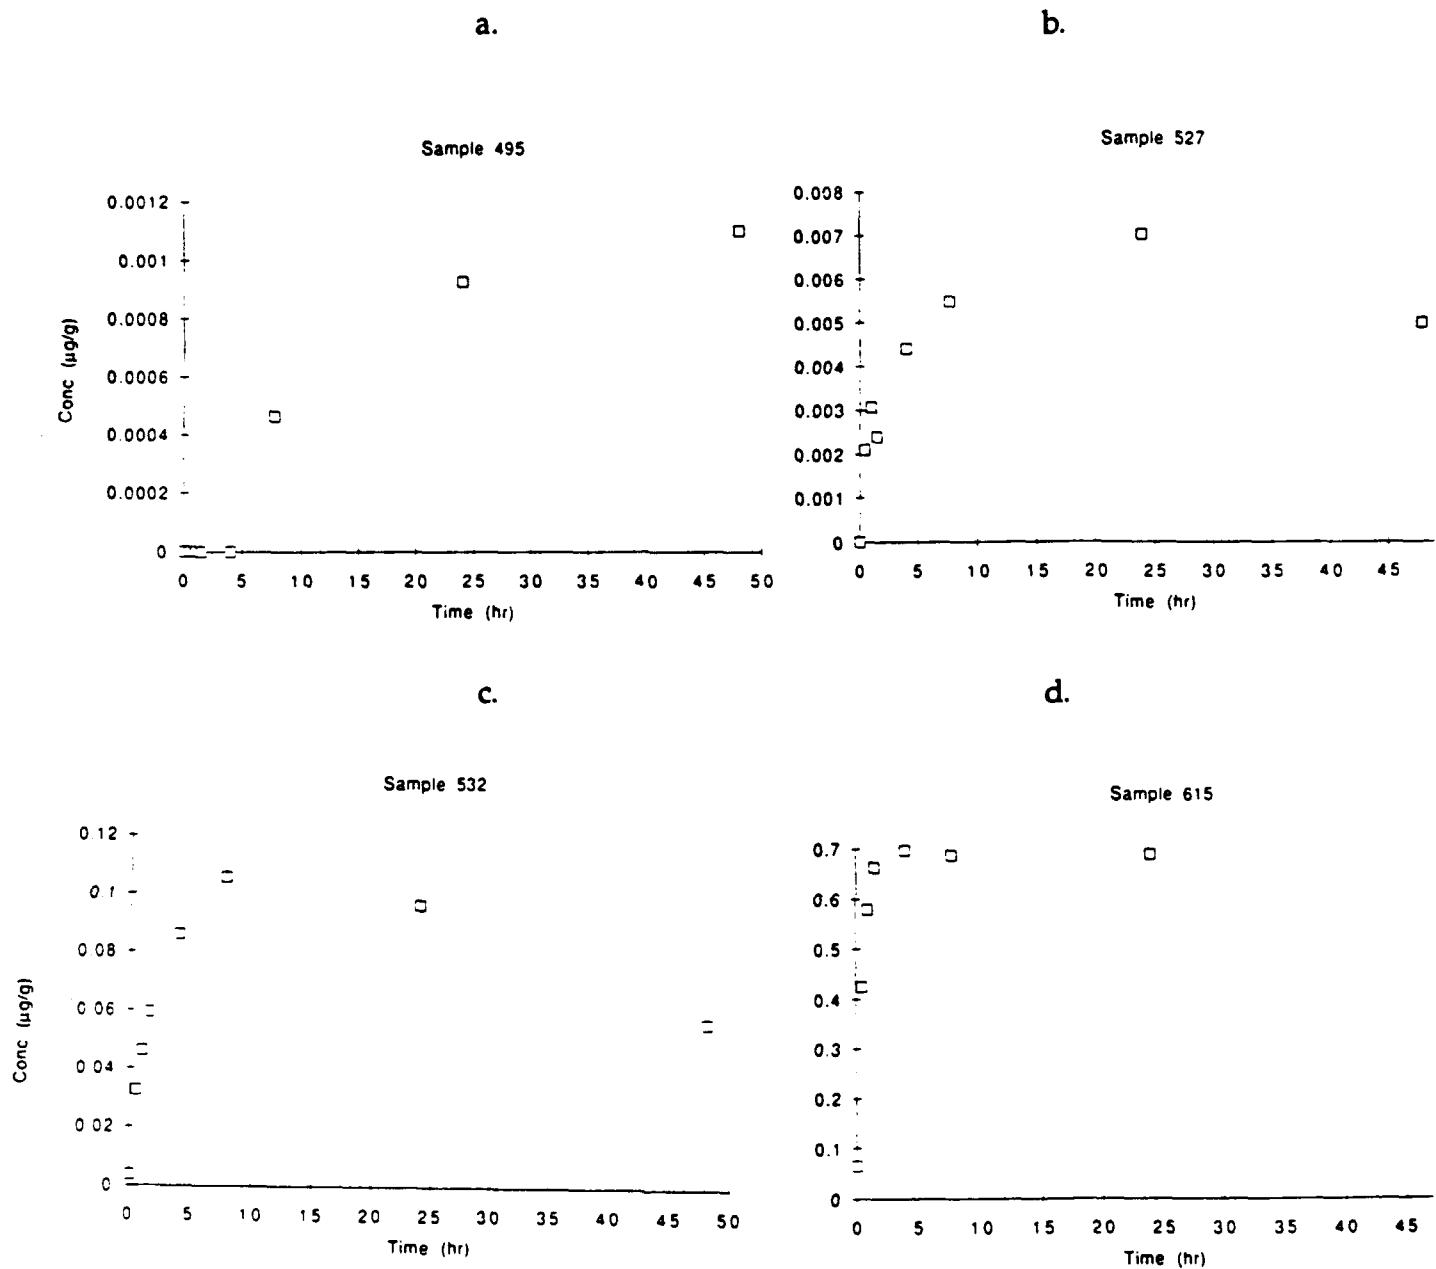 a.
b.
Sample 495
Sample 527
0.0012
0.001
0.0008
0.0006
0.0004
0.0002
0
Conc (µg/g)
0 5 10 15 20 25 30 35 40 45 50
Time (hr)
0.008
0.007
0.006
0.005
0.004
0.003
0.002
0.001
0
0 5 10 15 20 25 30 35 40 45
Time (hr)
c.
d.
Sample 532
Sample 615
0.12
0.1
0.08
0.06
0.04
0.02
0
Conc (µg/g)
0 5 10 15 20 25 30 35 40 45 50
Time (hr)
0.7
0.6
0.5
0.4
0.3
0.2
0.1
0
0 5 10 15 20 25 30 35 40 45
Time (hr)